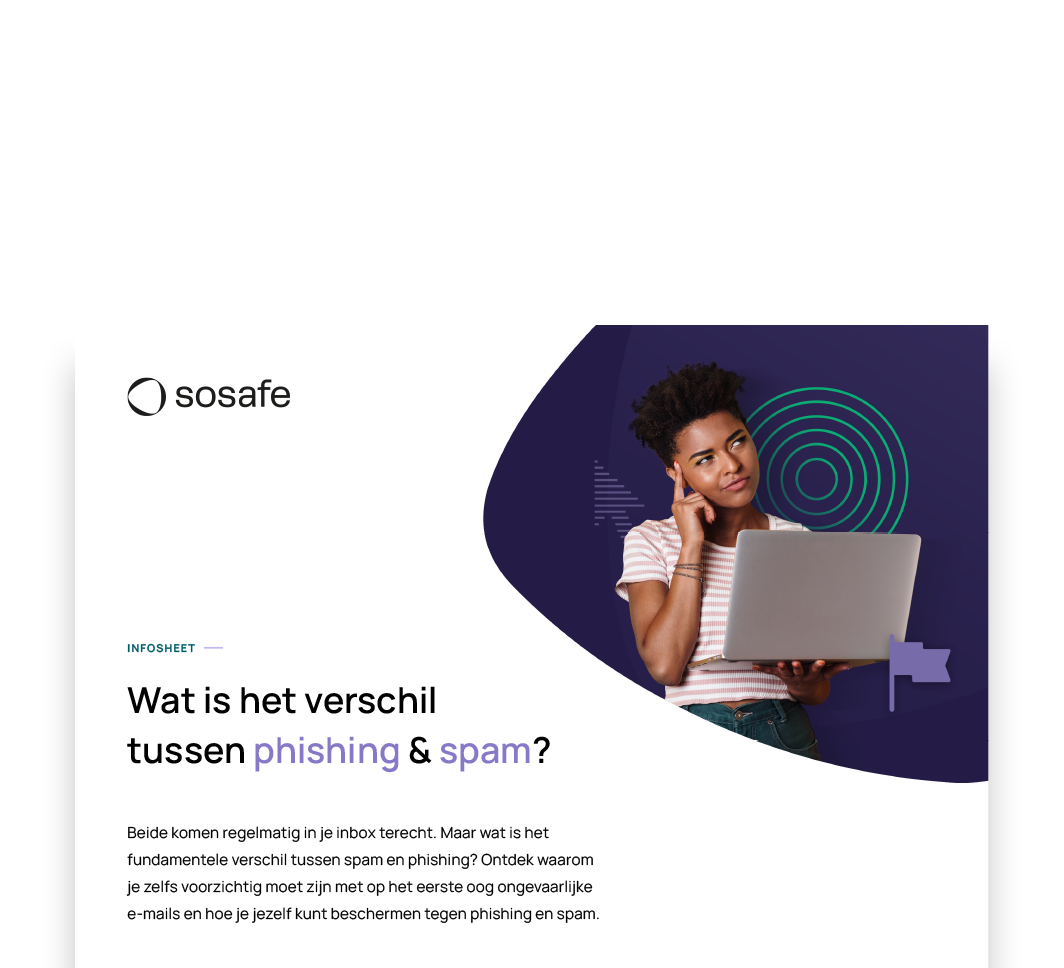 sosafe
INFOSHEET
Wat is het verschil
tussen phishing & spam?
Beide komen regelmatig in je inbox terecht. Maar wat is het
fundamentele verschil tussen spam en phishing? Ontdek waarom
je zelfs voorzichtig moet zijn met op het eerste oog ongevaarlijke
e-mails en hoe je jezelf kunt beschermen tegen phishing en spam.